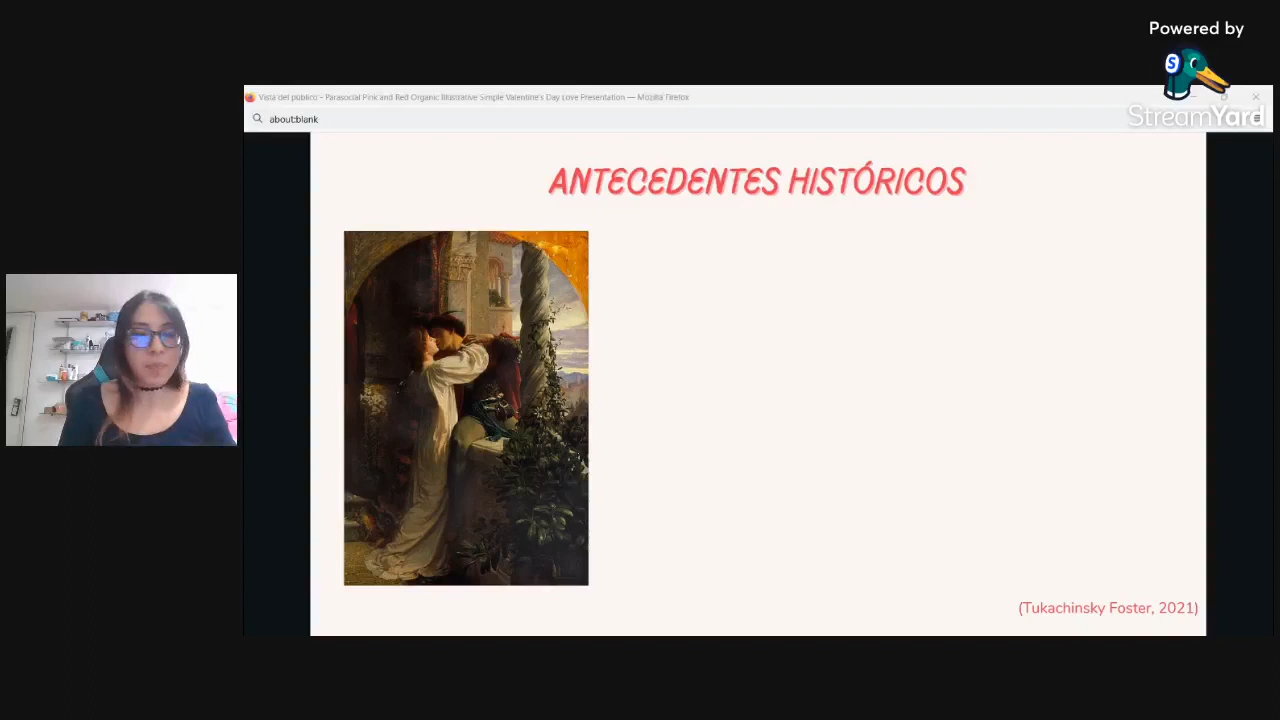 Powered by
S
StreamYard
Vista del público - Parasocial Pink and Red Organic Illustrative Simple Valentine's Day Love Presentation — Mozilla Firefox
about:blank
ANTECEDENTES HISTÓRICOS
(Tukachinsky Foster, 2021)